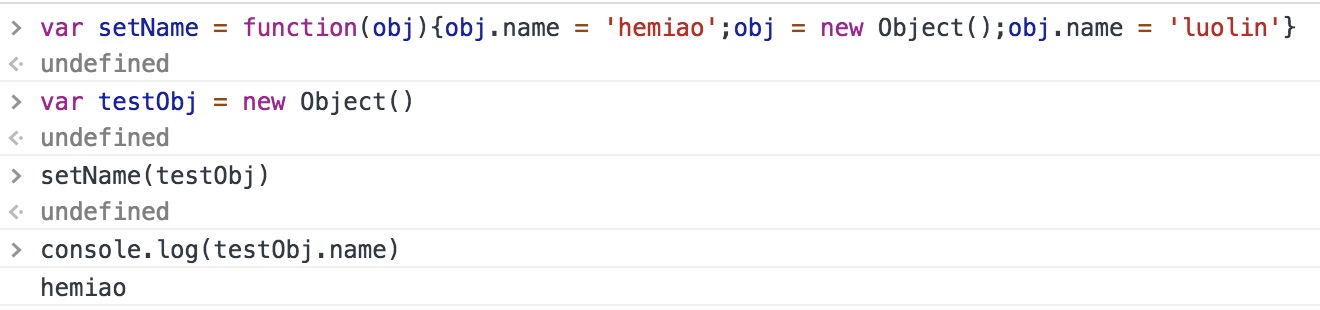 > var setName = function(obj){obj.name = 'hemiao';obj = new Object();obj.name = 'luolin'}
< undefined
> var testObj = new Object()
< undefined
> setName(testObj)
< undefined
> console.log(testObj.name)
hemiao